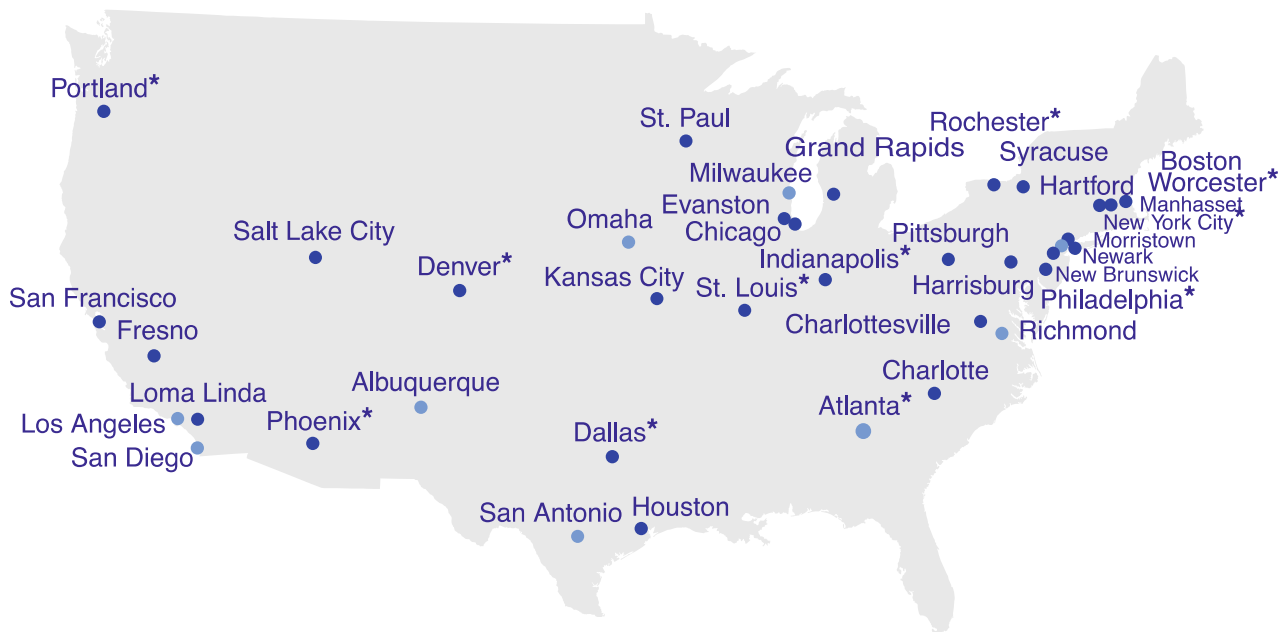 Portland*
St. Paul
Rochester*
Grand Rapids
Syracuse
Boston
Milwaukee
Hartford
Worcester*
Evanston
Manhasset
Omaha
Chicago
New York City*
Salt Lake City
Pittsburgh
Morristown
Denver*
Indianapolis*
Newark
Kansas City
St. Louis*
Harrisburg
New Brunswick
San Francisco
Philadelphia*
Fresno
Charlottesville
Richmond
Loma Linda
Albuquerque
Charlotte
Los Angeles
Phoenix*
Atlanta*
San Diego
Dallas*
San Antonio
Houston